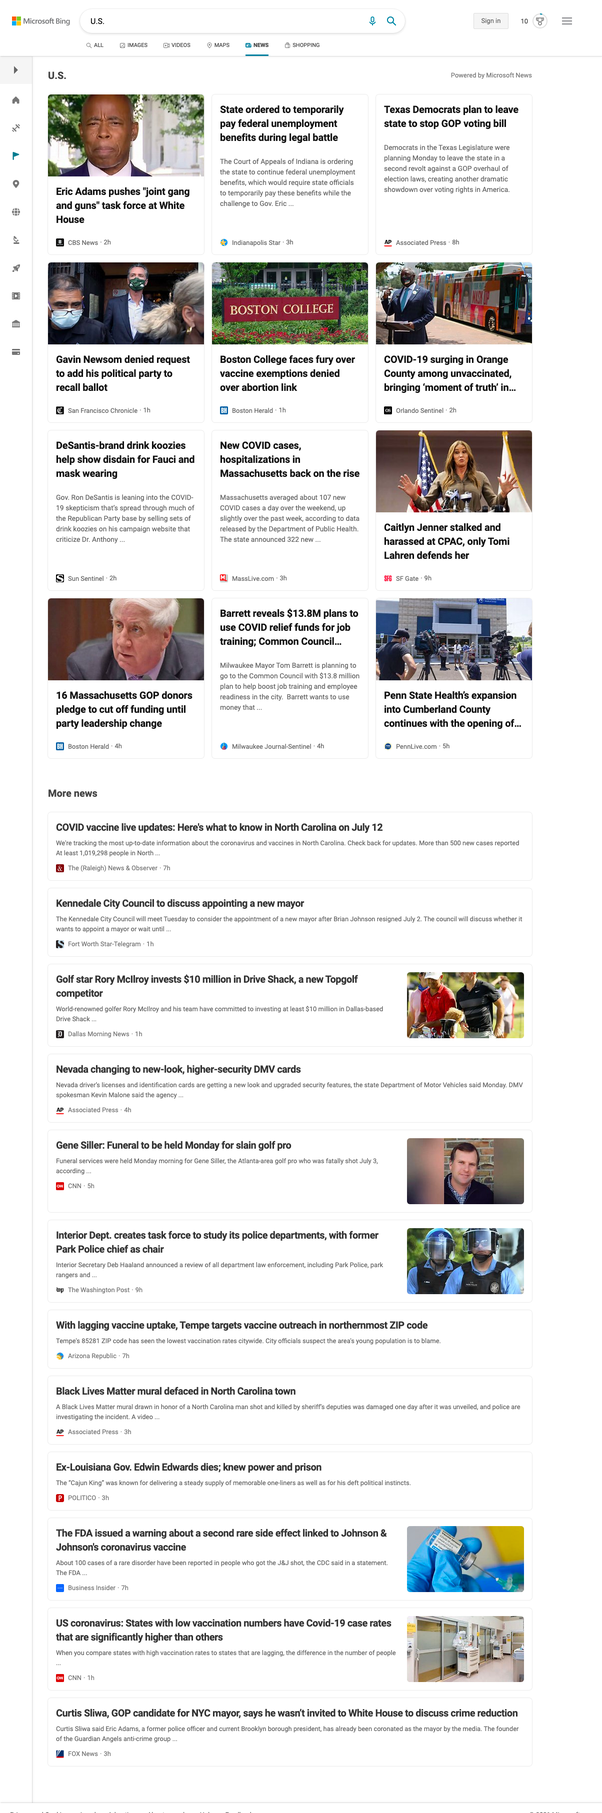 Microsoft Bing
U.S.
Sign in
10
ALL
IMAGES
VIDEOS
MAPS
NEWS
SHOPPING
U.S.
Powered by Microsoft News
Eric Adams pushes "joint gang
and guns" task force at White
House
CBS News · 2h
State ordered to temporarily
pay federal unemployment
benefits during legal battle
The Court of Appeals of Indiana is ordering
the state to continue federal unemployment
benefits, which would require state officials
to temporarily pay these benefits while the
challenge to Gov. Eric ...
Indianapolis Star · 3h
Texas Democrats plan to leave
state to stop GOP voting bill
Democrats in the Texas Legislature were
planning Monday to leave the state in a
second revolt against a GOP overhaul of
election laws, creating another dramatic
showdown over voting rights in America.
AP
Associated Press · 8h
Gavin Newsom denied request
to add his political party to
recall ballot
San Francisco Chronicle · 1h
BOSTON COLLEGE
Boston College faces fury over
vaccine exemptions denied
over abortion link
Boston Herald · 1h
COVID-19 surging in Orange
County among unvaccinated,
bringing ‘moment of truth’ in...
OS
Orlando Sentinel · 2h
DeSantis-brand drink koozies
help show disdain for Fauci and
mask wearing
Gov. Ron DeSantis is leaning into the COVID-
19 skepticism that's spread through much of
the Republican Party base by selling sets of
drink koozies on his campaign website that
criticize Dr. Anthony ...
Sun Sentinel · 2h
New COVID cases,
hospitalizations in
Massachusetts back on the rise
Massachusetts averaged about 107 new
COVID cases a day over the weekend, up
slightly over the past week, according to data
released by the Department of Public Health.
The state announced 322 new ...
MassLive.com · 3h
Caitlyn Jenner stalked and
harassed at CPAC, only Tomi
Lahren defends her
SF Gate · 9h
16 Massachusetts GOP donors
pledge to cut off funding until
party leadership change
Boston Herald · 4h
Barrett reveals $13.8M plans to
use COVID relief funds for job
training; Common Council...
Milwaukee Mayor Tom Barrett is planning to
go to the Common Council with $13.8 million
plan to help boost job training and employee
readiness in the city. Barrett wants to use
money that ...
Milwaukee Journal-Sentinel · 4h
Penn State Health's expansion
into Cumberland County
continues with the opening of...
PennLive.com · 5h
More news
COVID vaccine live updates: Here's what to know in North Carolina on July 12
We're tracking the most up-to-date information about the coronavirus and vaccines in North Carolina. Check back for updates. More than 500 new cases reported
At least 1,019,298 people in North ...
The (Raleigh) News & Observer · 7h
Kennedale City Council to discuss appointing a new mayor
The Kennedale City Council will meet Tuesday to consider the appointment of a new mayor after Brian Johnson resigned July 2. The council will discuss whether it
wants to appoint a mayor or wait until ...
Fort Worth Star-Telegram · 1h
Golf star Rory McIlroy invests $10 million in Drive Shack, a new Topgolf
competitor
World-renowned golfer Rory McIlroy and his team have committed to investing at least $10 million in Dallas-based
Drive Shack ...
Dallas Morning News · 1h
Nevada changing to new-look, higher-security DMV cards
Nevada driver's licenses and identification cards are getting a new look and upgraded security features, the state Department of Motor Vehicles said Monday. DMV
spokesman Kevin Malone said the agency ...
AP
Associated Press · 4h
Gene Siller: Funeral to be held Monday for slain golf pro
Funeral services were held Monday morning for Gene Siller, the Atlanta-area golf pro who was fatally shot July 3,
according ...
CNN
CNN · 5h
Interior Dept. creates task force to study its police departments, with former
Park Police chief as chair
Interior Secretary Deb Haaland announced a review of all department law enforcement, including Park Police, park
rangers and ...
wp
The Washington Post · 9h
With lagging vaccine uptake, Tempe targets vaccine outreach in northernmost ZIP code
Tempe's 85281 ZIP code has seen the lowest vaccination rates citywide. City officials suspect the area's young population is to blame.
Arizona Republic · 7h
Black Lives Matter mural defaced in North Carolina town
A Black Lives Matter mural drawn in honor of a North Carolina man shot and killed by sheriff's deputies was damaged one day after it was unveiled, and police are
investigating the incident. A video ...
AP
Associated Press · 3h
Ex-Louisiana Gov. Edwin Edwards dies; knew power and prison
The “Cajun King” was known for delivering a steady supply of memorable one-liners as well as for his deft political instincts.
P
POLITICO · 3h
The FDA issued a warning about a second rare side effect linked to Johnson &
Johnson's coronavirus vaccine
About 100 cases of a rare disorder have been reported in people who got the J&J shot, the CDC said in a statement.
The FDA ...
Business Insider · 7h
US coronavirus: States with low vaccination numbers have Covid-19 case rates
that are significantly higher than others
When you compare states with high vaccination rates to states that are lagging, the difference in the number of people
...
CNN
CNN · 1h
Curtis Sliwa, GOP candidate for NYC mayor, says he wasn't invited to White House to discuss crime reduction
Curtis Sliwa said Eric Adams, a former police officer and current Brooklyn borough president, has already been coronated as the mayor by the media. The founder
of the Guardian Angels anti-crime group ...
FOX News · 3h